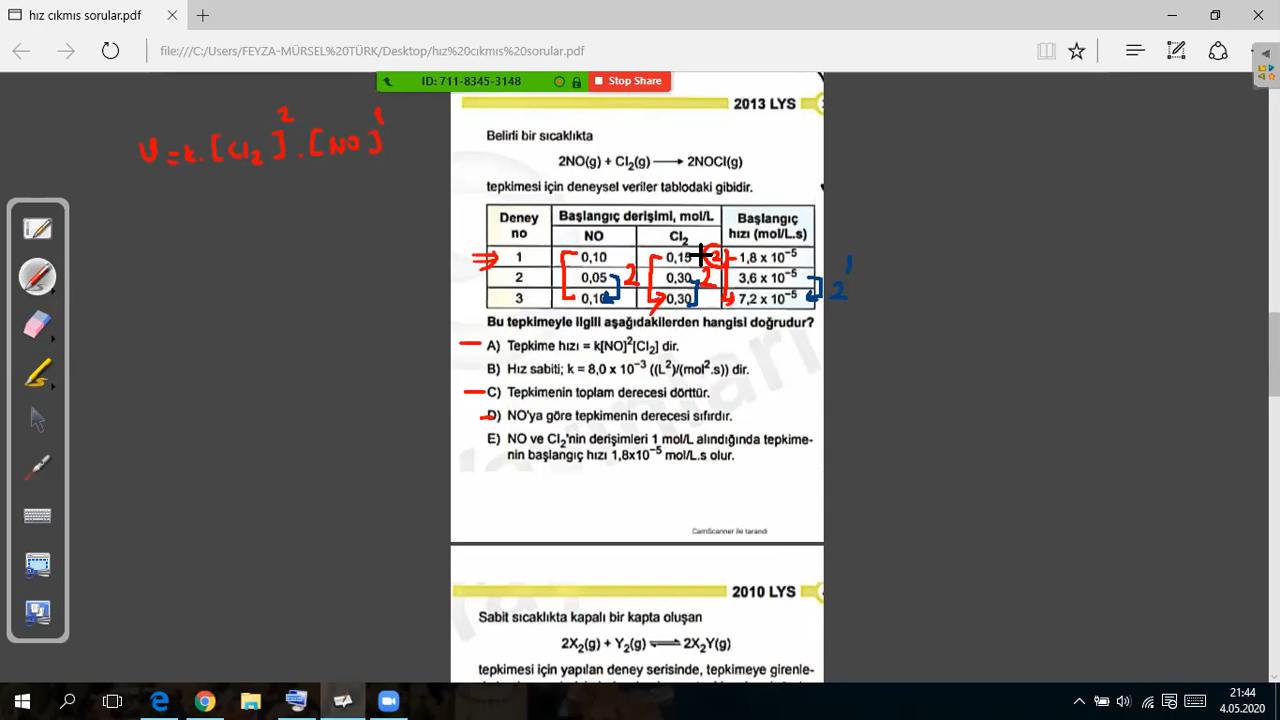 hız cıkmıs sorular.pdf
file:///C:/Users/FEYZA-MÜRSEL%20TÜRK/Desktop/hız%20cıkmıs%20sorular.pdf
ID: 711-8345-3148
Stop Share
2013 LYS
V = k. [Cl₂]² . [NO]¹
Belirli bir sıcaklıkta
2NO(g) + Cl₂(g) ⟶ 2NOCl(g)
tepkimesi için deneysel veriler tablodaki gibidir.
Deney no Başlangıç derişimi, mol/L Başlangıç hızı (mol/L.s)
NO Cl₂
1 0,10 0,15 1,8 x 10⁻⁵
2 0,05 0,30 3,6 x 10⁻⁵
3 0,10 0,30 7,2 x 10⁻⁵
2 2 2 2¹
Bu tepkimeyle ilgili aşağıdakilerden hangisi doğrudur?
A) Tepkime hızı = k[NO]²[Cl₂] dir.
B) Hız sabiti; k = 8,0 x 10⁻³ ((L²)/(mol².s)) dir.
C) Tepkimenin toplam derecesi dörttür.
D) NO'ya göre tepkimenin derecesi sıfırdır.
E) NO ve Cl₂'nin derişimleri 1 mol/L alındığında tepkime-
nin başlangıç hızı 1,8x10⁻⁵ mol/L.s olur.
CamScanner ile tarandı
2010 LYS
Sabit sıcaklıkta kapalı bir kapta oluşan
2X₂(g) + Y₂(g) ⇌ 2X₂Y(g)
tepkimesi için yapılan deney serisinde, tepkimeye girenle-
21:44
4.05.2020